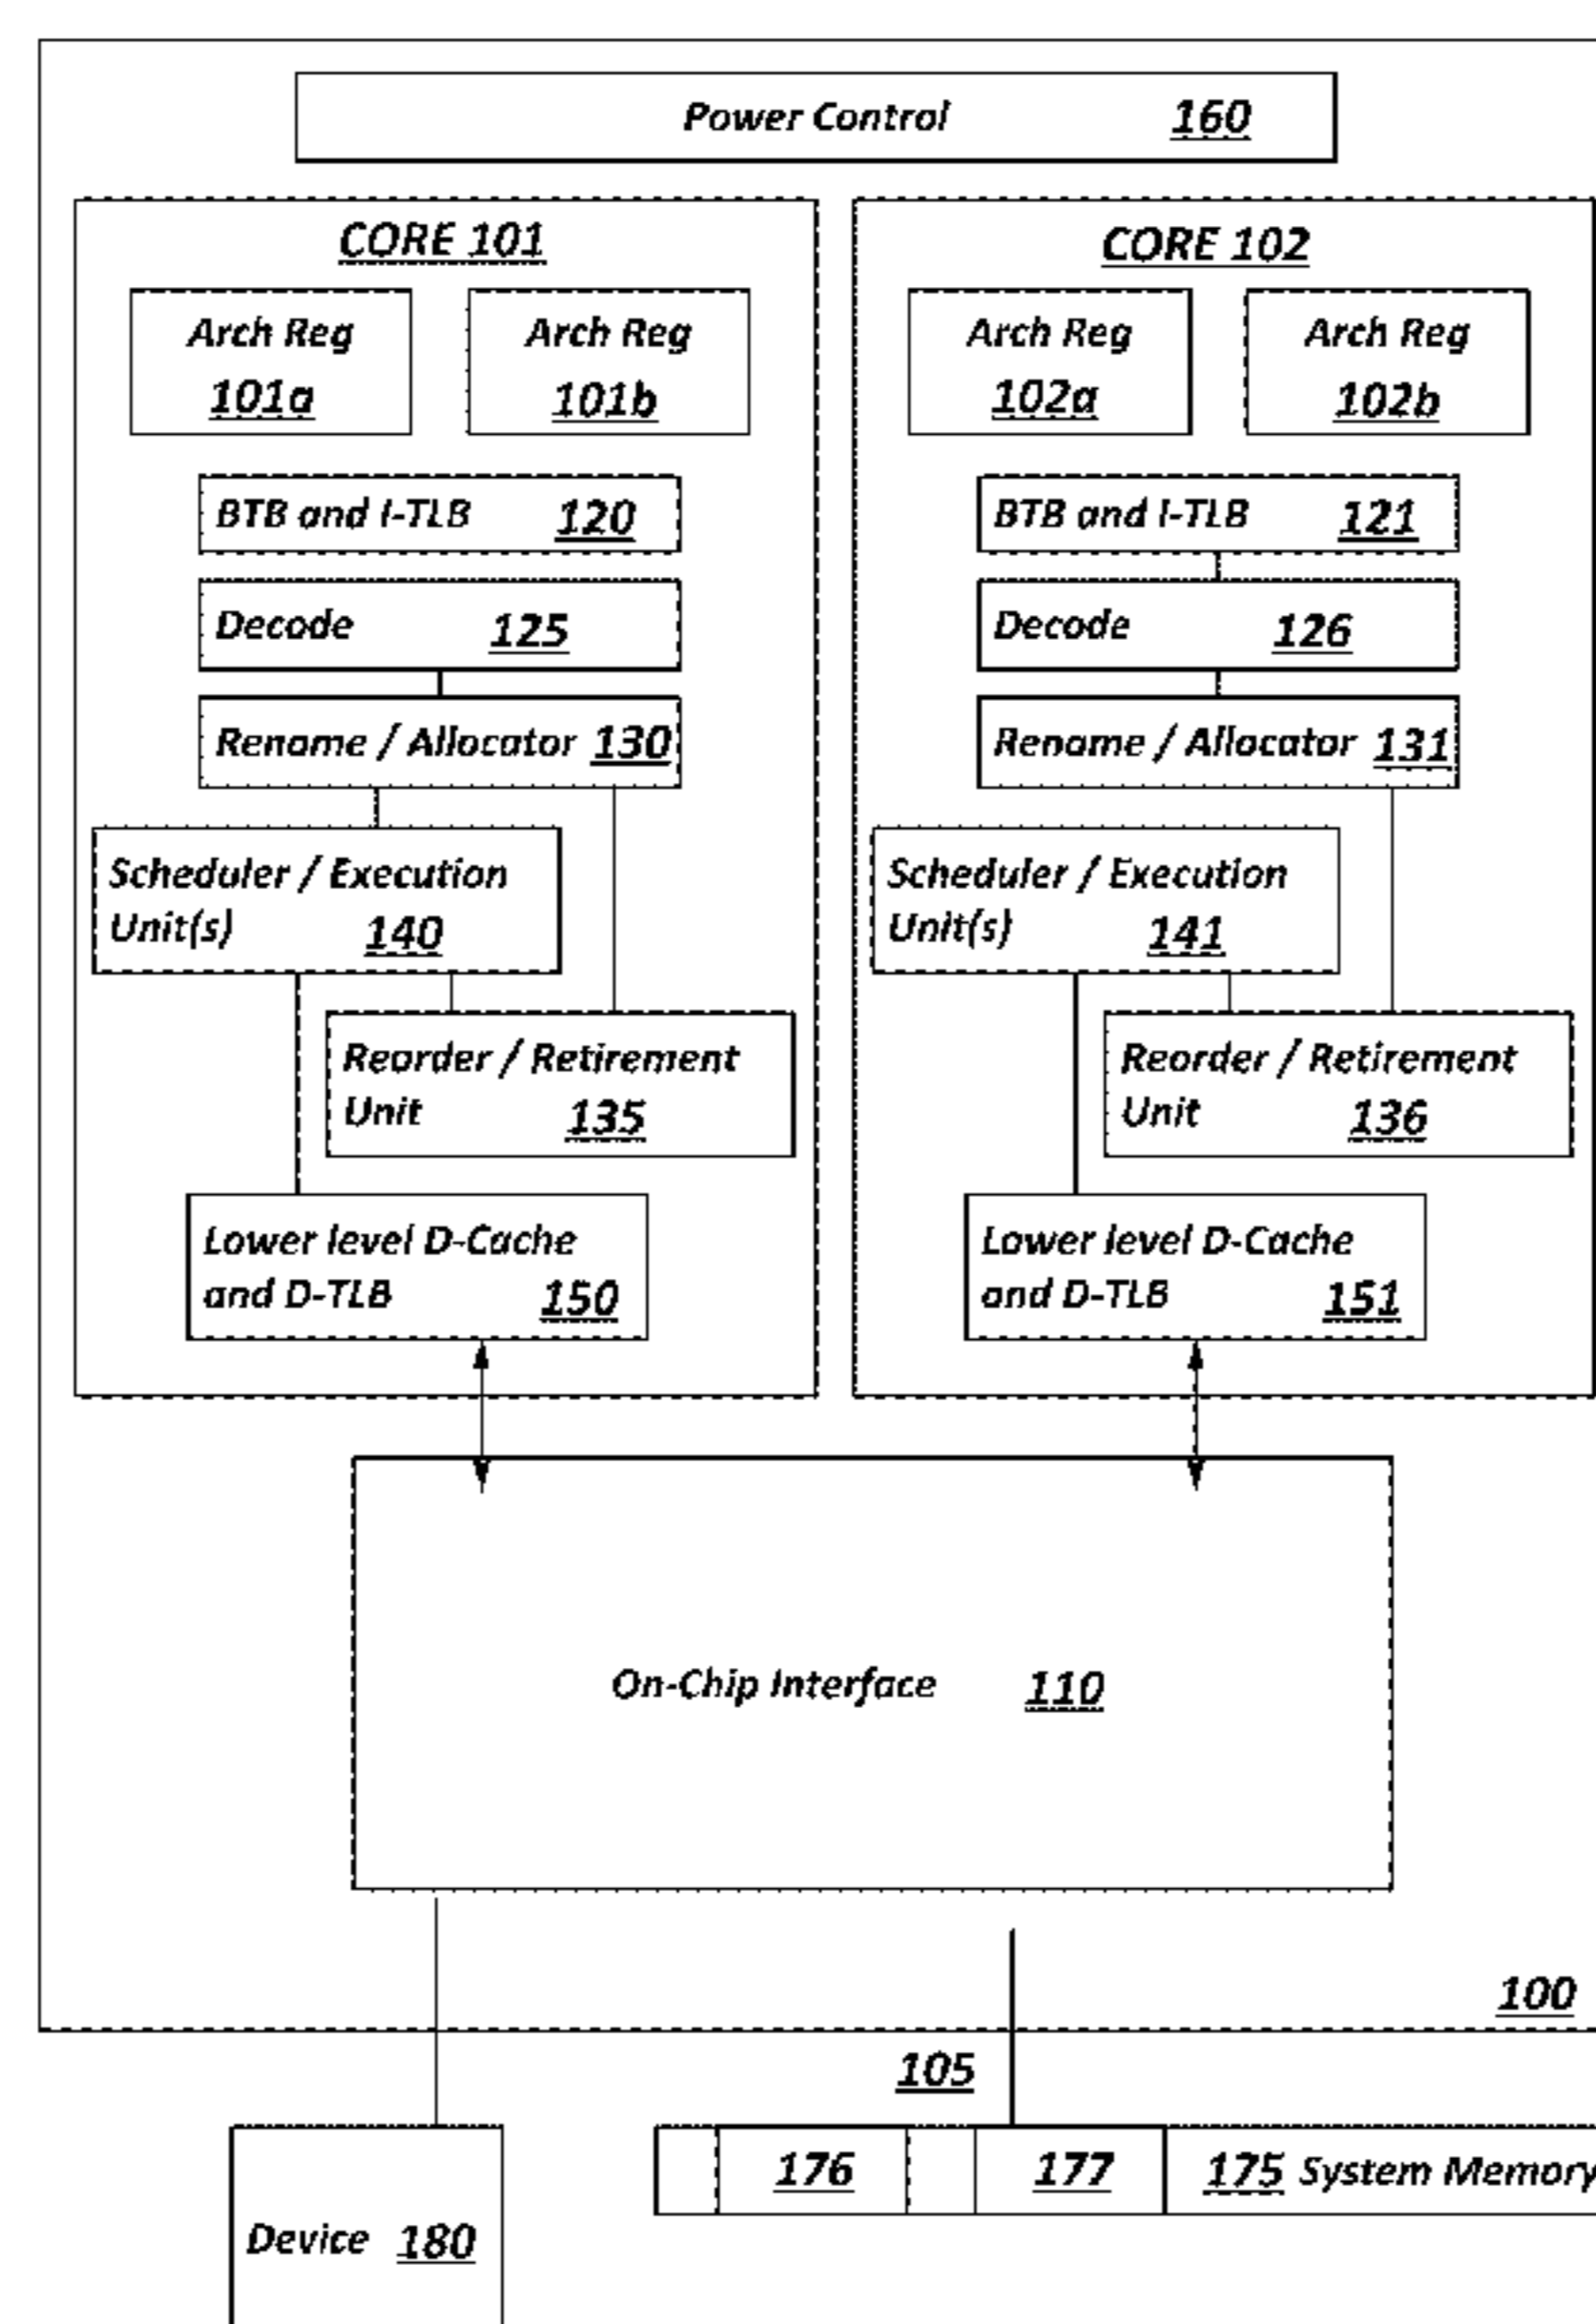 Power Control 160
CORE 101
Arch Reg
101a
Arch Reg
101b
BTB and I-TLB 120
Decode 125
Rename / Allocator 130
Scheduler / Execution
Unit(s) 140
Reorder / Retirement
Unit 135
Lower level D-Cache
and D-TLB 150
CORE 102
Arch Reg
102a
Arch Reg
102b
BTB and I-TLB 121
Decode 126
Rename / Allocator 131
Scheduler / Execution
Unit(s) 141
Reorder / Retirement
Unit 136
Lower level D-Cache
and D-TLB 151
On-Chip Interface 110
100
105
176 177 175 System Memory
Device 180